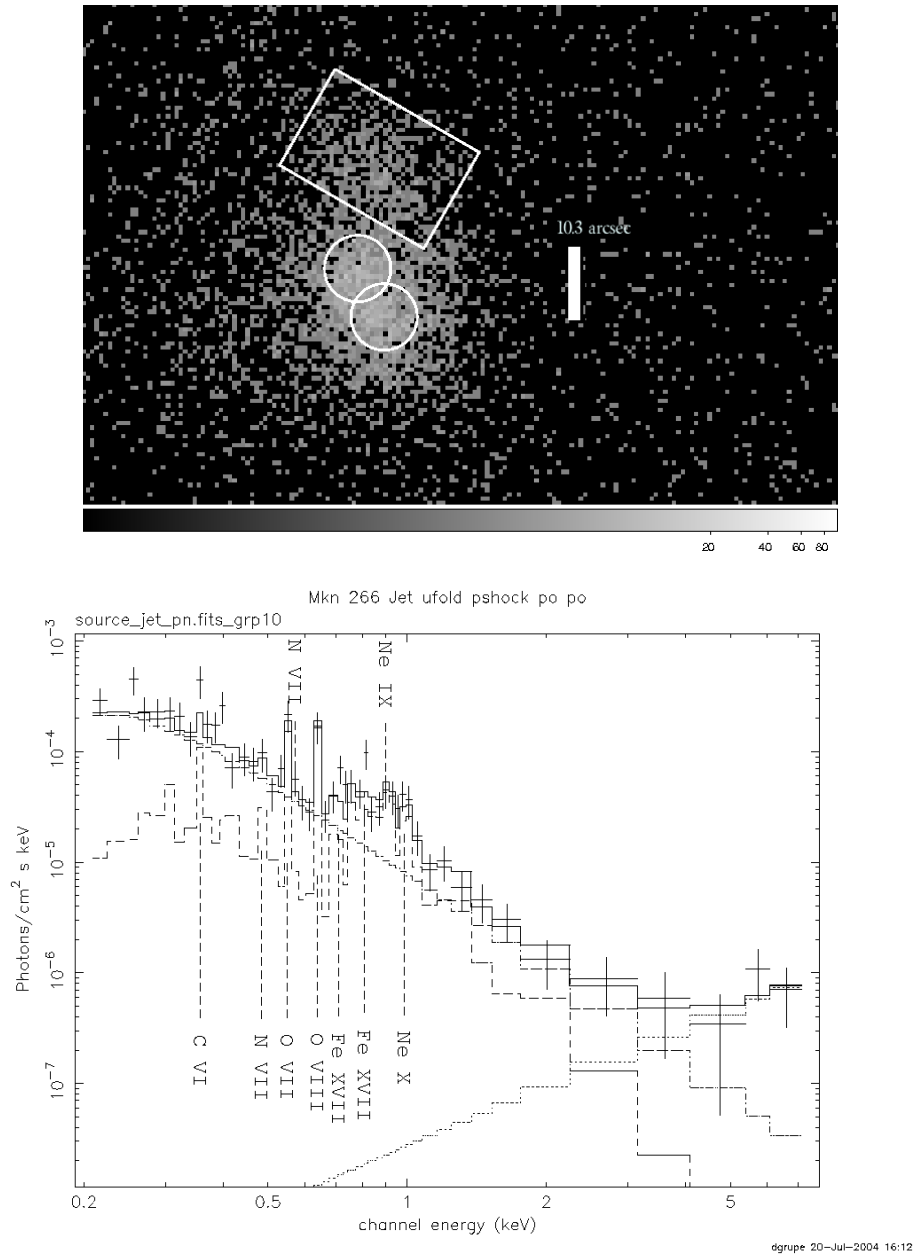 10.3 arcsec
20 40 60 80
Mkn 266 Jet ufold pshock po po
source_jet_pn.fits_grp10
N VII
Ne IX
Photons/cm² s keV
10⁻³
10⁻⁴
10⁻⁵
10⁻⁶
10⁻⁷
C VI
N VII
O VII
O VIII
Fe XVII
Fe XVII
Ne X
0.2 0.5 1 2 5
channel energy (keV)
dgrupe 20-Jul-2004 16:12